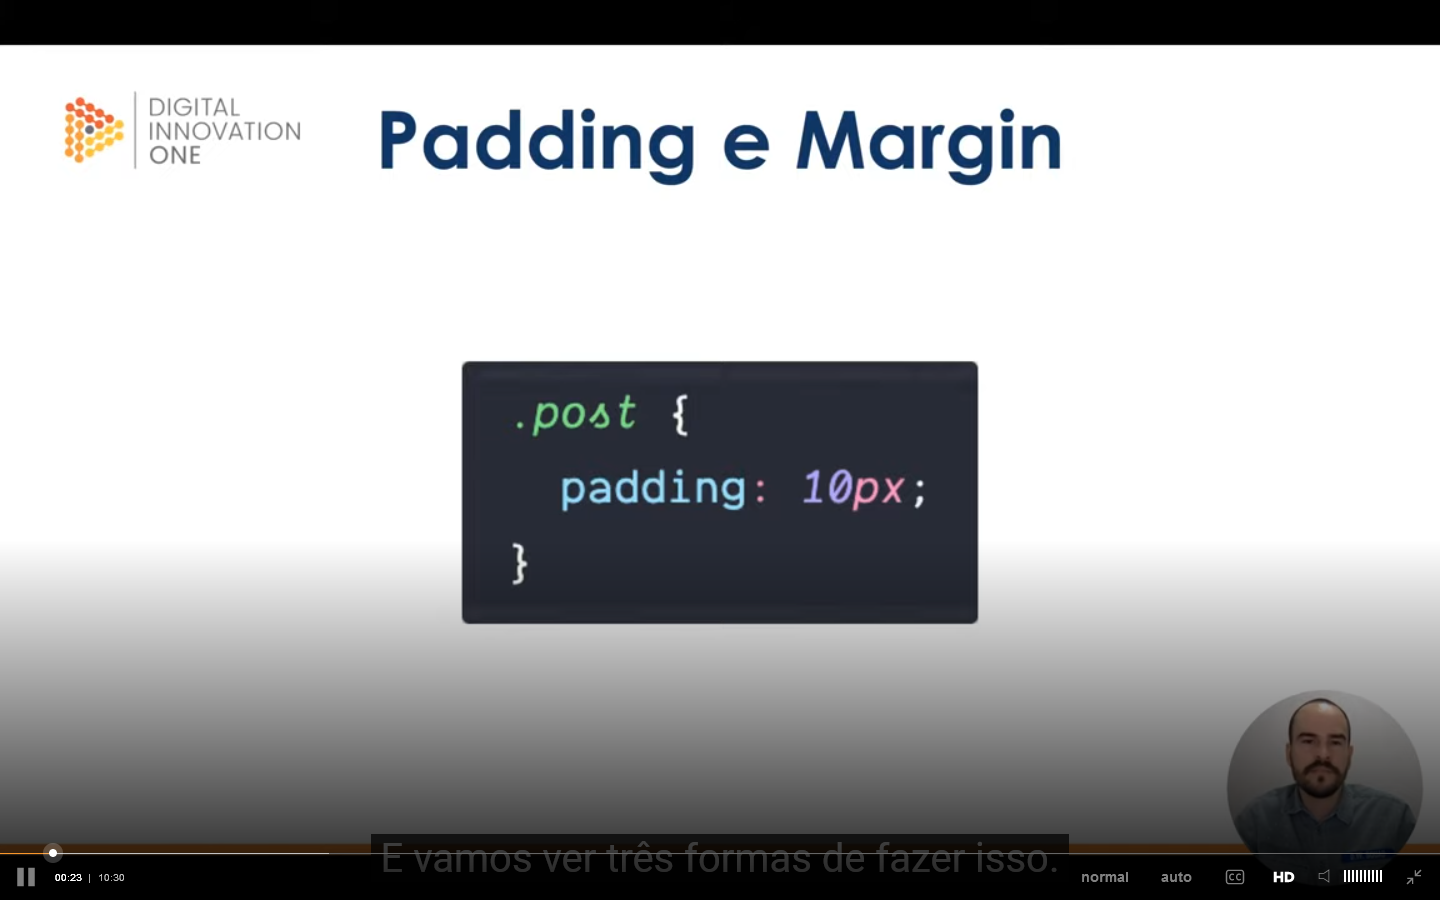 DIGITAL
INNOVATION
ONE
Padding e Margin
.post {
padding: 10px;
}
E vamos ver três formas de fazer isso.
00:23 | 10:30
normal auto CC HD